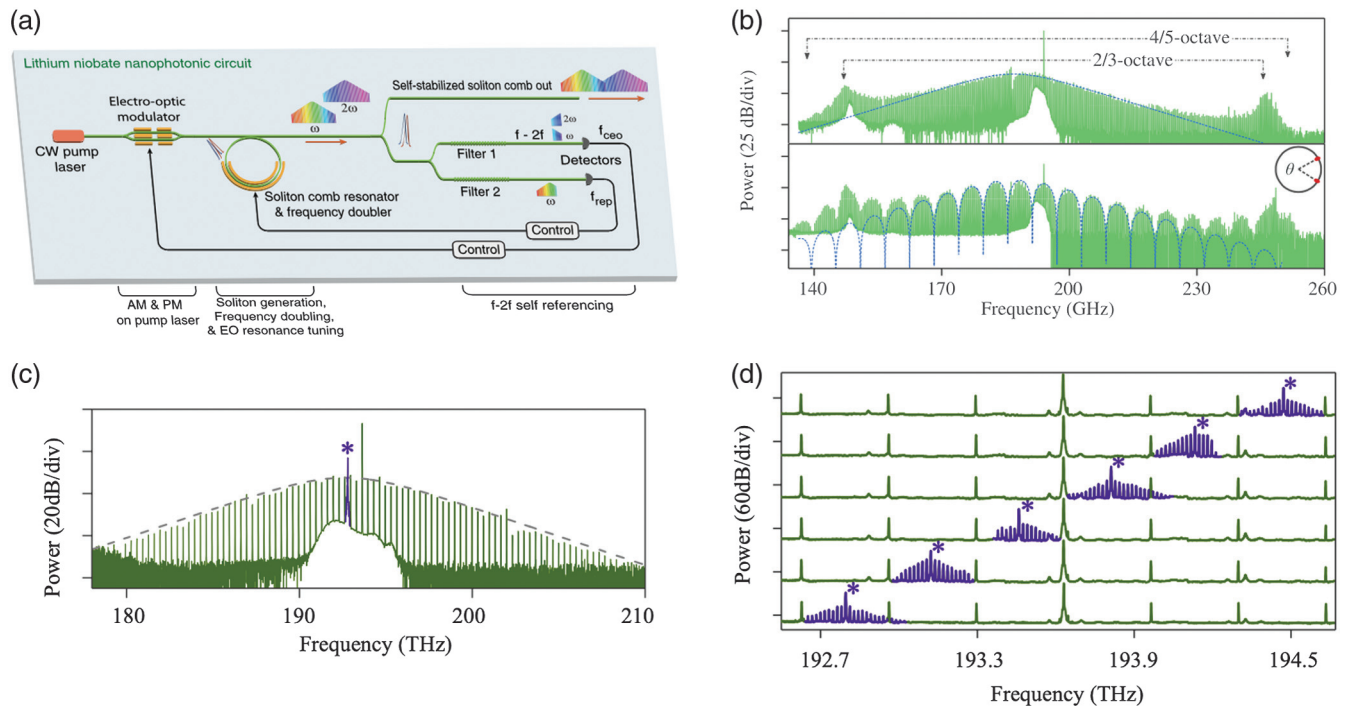 (a)
Lithium niobate nanophotonic circuit
Electro-optic
modulator
CW pump
laser
2ω
ω
Self-stabilized soliton comb out
f - 2f
2ω
ω
fceo
Filter 1
Detectors
Filter 2
ω
frep
Soliton comb resonator
& frequency doubler
Control
Control
AM & PM
on pump laser
Soliton generation,
Frequency doubling,
& EO resonance tuning
f-2f self referencing
(b)
Power (25 dB/div)
4/5-octave
2/3-octave
θ
140 170 200 230 260
Frequency (GHz)
(c)
Power (20dB/div)
*
180 190 200 210
Frequency (THz)
(d)
Power (60dB/div)
*
*
*
*
*
*
192.7 193.3 193.9 194.5
Frequency (THz)